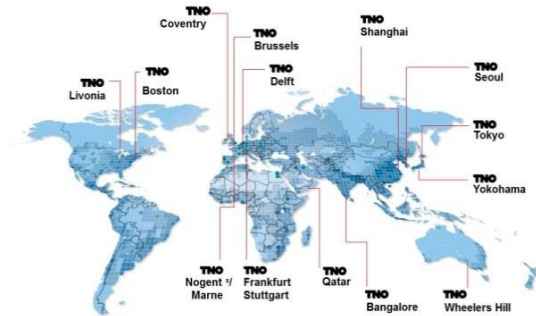 TNO
Coventry
TNO
Brussels
TNO
Delft
TNO
Shanghai
TNO
Seoul
TNO
Livonia
TNO
Boston
TNO
Tokyo
TNO
Yokohama
TNO
Nogent s/
Marne
TNO
Frankfurt
Stuttgart
TNO
Qatar
TNO
Bangalore
TNO
Wheelers Hill